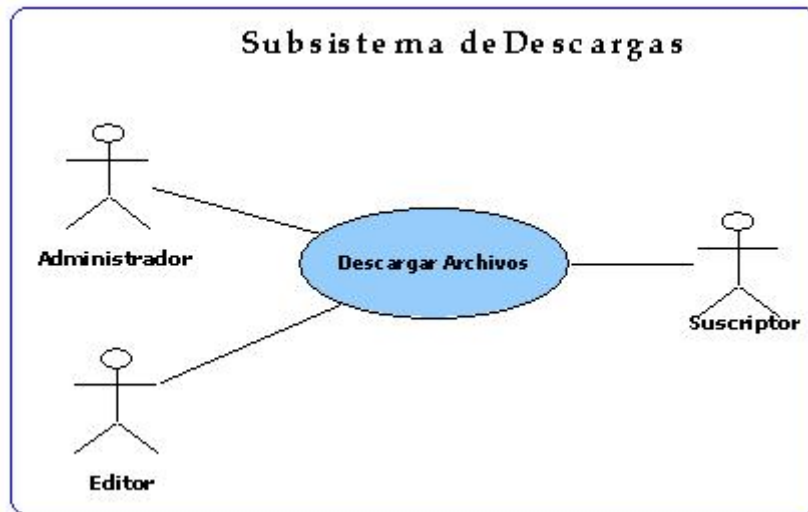 Subsistema de Descargas
Administrador
Descargar Archivos
Suscriptor
Editor